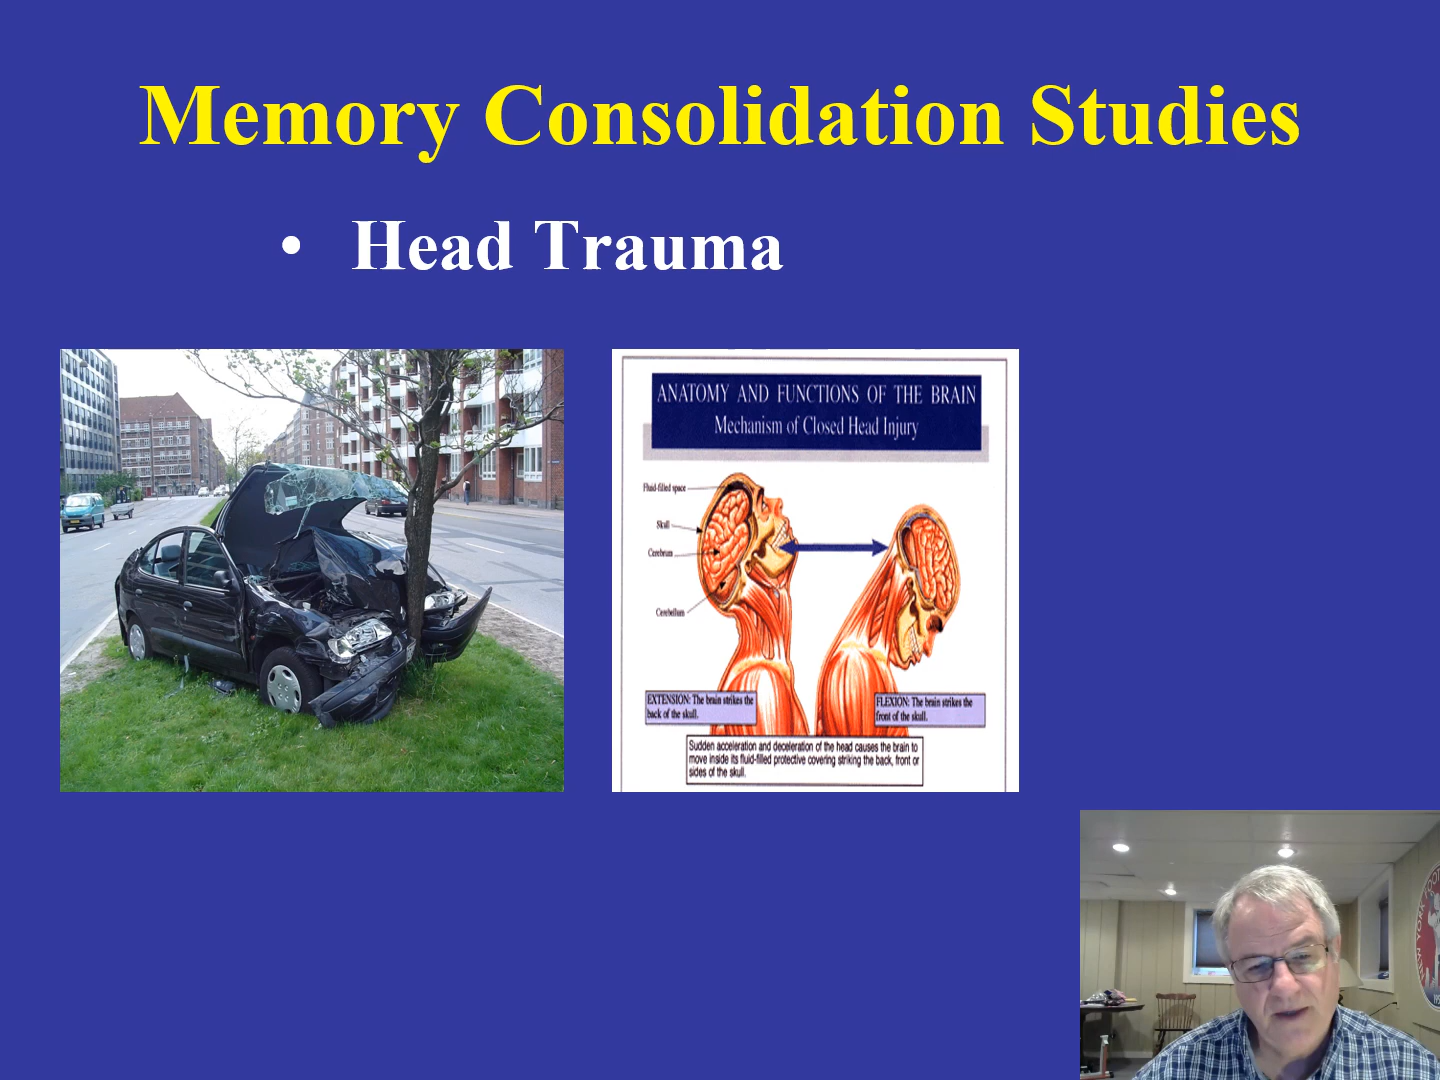 Memory Consolidation Studies
• Head Trauma
ANATOMY AND FUNCTIONS OF THE BRAIN
Mechanism of Closed Head Injury
Fluid-filled space
Skull
Cerebrum
Cerebellum
EXTENSION: The brain strikes the
back of the skull.
FLEXION: The brain strikes the
front of the skull.
Sudden acceleration and deceleration of the head causes the brain to
move inside its fluid-filled protective covering striking the back, front or
sides of the skull.
NEW YORK FOOT